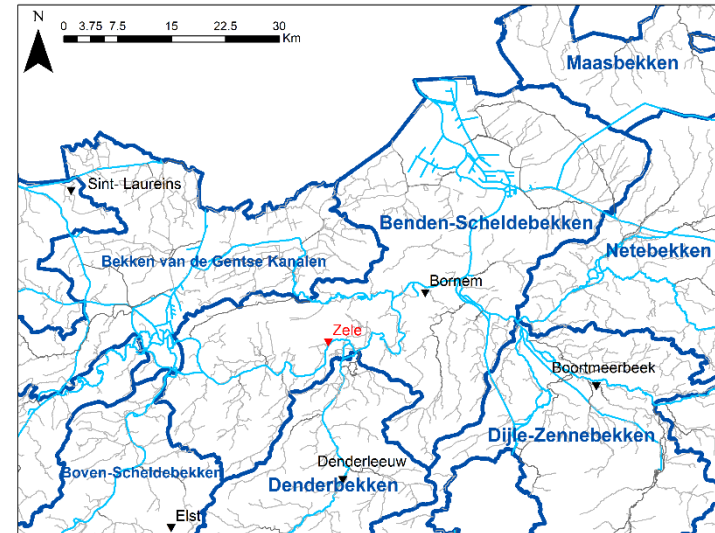 N
0 3.75 7.5 15 22.5 30
Km
Maasbekken
Sint- Laureins
Benden-Scheldebekken
Netebekken
Bekken van de Gentse Kanalen
Bornem
Zele
Boortmeerbeek
Dijle-Zennebekken
Boven-Scheldebekken
Denderleeuw
Denderbekken
Elst